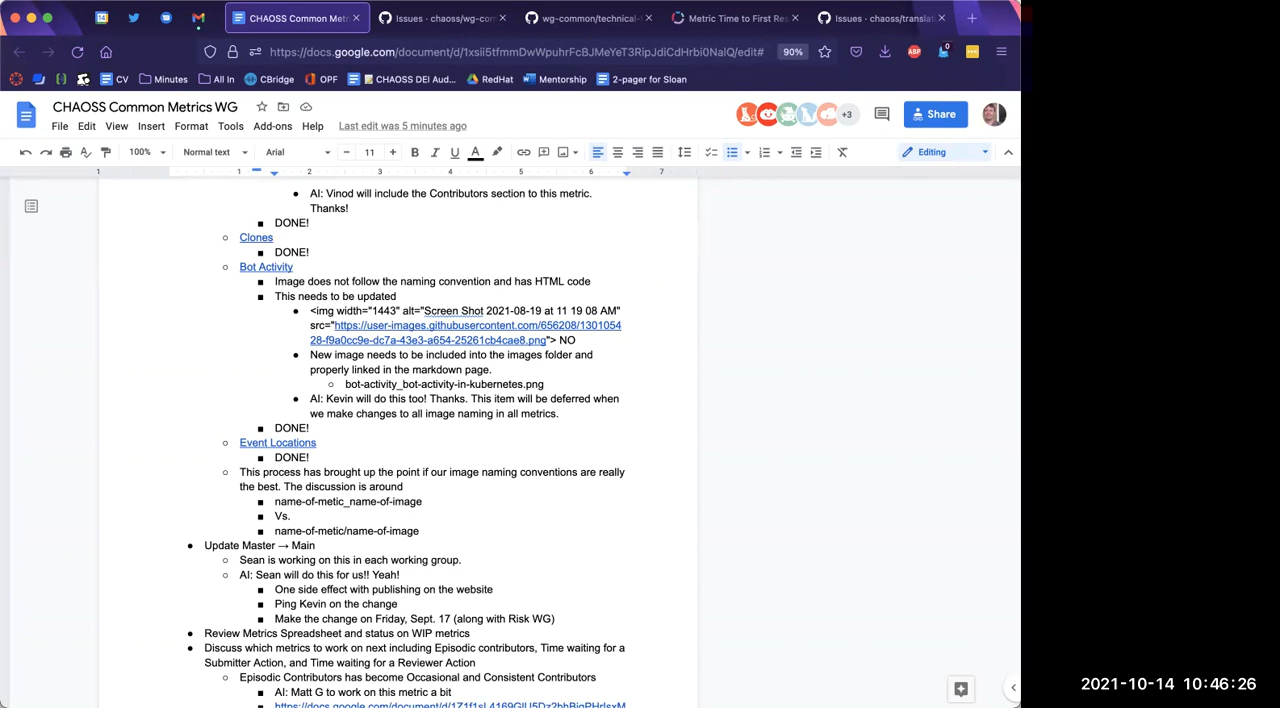 CHAOSS Common Metri
Issues · chaoss/wg-com
wg-common/technical-
Metric Time to First Res
Issues · chaoss/translat
https://docs.google.com/document/d/1xsii5tfmmDwWpuhrFcBJMeYeT3RipJdiCdHrbi0NalQ/edit#
90%
ABP
0
CV
Minutes
All In
CBridge
OPF
CHAOSS DEI Aud...
RedHat
Mentorship
2-pager for Sloan
CHAOSS Common Metrics WG
File Edit View Insert Format Tools Add-ons Help Last edit was 5 minutes ago
+3
Share
100% Normal text Arial 11 Editing
1 1 2 3 4 5 6 7
AI: Vinod will include the Contributors section to this metric.
Thanks!
DONE!
Clones
DONE!
Bot Activity
Image does not follow the naming convention and has HTML code
This needs to be updated
<img width="1443" alt="Screen Shot 2021-08-19 at 11 19 08 AM"
src="https://user-images.githubusercontent.com/656208/1301054
28-f9a0cc9e-dc7a-43e3-a654-25261cb4cae8.png"> NO
New image needs to be included into the images folder and
properly linked in the markdown page.
bot-activity_bot-activity-in-kubernetes.png
AI: Kevin will do this too! Thanks. This item will be deferred when
we make changes to all image naming in all metrics.
DONE!
Event Locations
DONE!
This process has brought up the point if our image naming conventions are really
the best. The discussion is around
name-of-metic_name-of-image
Vs.
name-of-metic/name-of-image
Update Master → Main
Sean is working on this in each working group.
AI: Sean will do this for us!! Yeah!
One side effect with publishing on the website
Ping Kevin on the change
Make the change on Friday, Sept. 17 (along with Risk WG)
Review Metrics Spreadsheet and status on WIP metrics
Discuss which metrics to work on next including Episodic contributors, Time waiting for a
Submitter Action, and Time waiting for a Reviewer Action
Episodic Contributors has become Occasional and Consistent Contributors
AI: Matt G to work on this metric a bit
2021-10-14 10:46:26